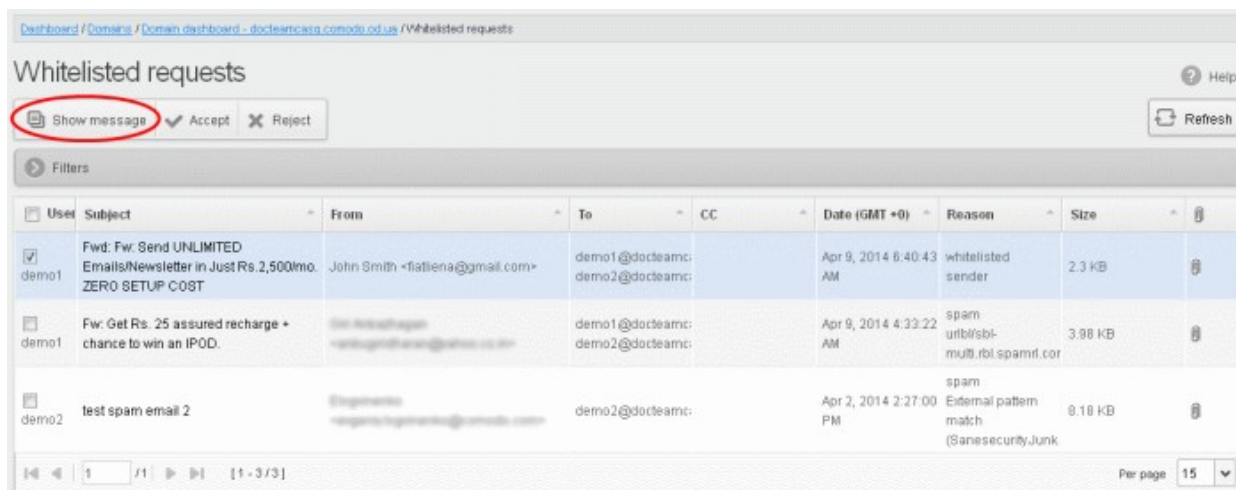 Dashboard / Domains / Domain dashboard - docteamcasg.comodo.od.ua / Whitelisted requests
Whitelisted requests
Help
Show message Accept Reject
Refresh
Filters
User Subject From To CC Date (GMT +0) Reason Size
demo1
Fwd: Fw: Send UNLIMITED
Emails/Newsletter in Just Rs.2,500/mo.
ZERO SETUP COST
John Smith <fiatliena@gmail.com>
demo1@docteamc
demo2@docteamc
Apr 9, 2014 6:40:43
AM
whitelisted
sender
2.3 KB
demo1
Fw: Get Rs. 25 assured recharge +
chance to win an IPOD.
demo1@docteamc
demo2@docteamc
Apr 9, 2014 4:33:22
AM
spam
urlbl/sbl-
multi.rbl.spamrl.cor
3.98 KB
demo2
test spam email 2
demo2@docteamc
Apr 2, 2014 2:27:00
PM
spam
External pattern
match
(Sanesecurity.Junk
8.18 KB
1 /1 [1 - 3 / 3] Per page 15